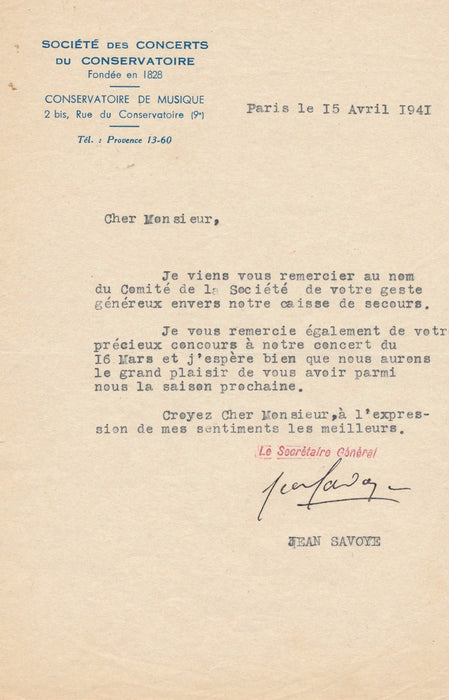 SOCIÉTÉ DES CONCERTS
DU CONSERVATOIRE
Fondée en 1828
CONSERVATOIRE DE MUSIQUE
2 bis, Rue du Conservatoire (9e)
Tél. : Provence 13-60
Paris le 15 Avril 1941
Cher Monsieur,
Je viens vous remercier au nom
du Comité de la Société de votre geste
généreux envers notre caisse de secours.
Je vous remercie également de votre
précieux concours à notre concert du
16 Mars et j'espère bien que nous aurons
le grand plaisir de vous avoir parmi
nous la saison prochaine.
Croyez Cher Monsieur,à l'expres-
sion de mes sentiments les meilleurs.
Le Secrétaire Général
Jean Savoye
JEAN SAVOYE